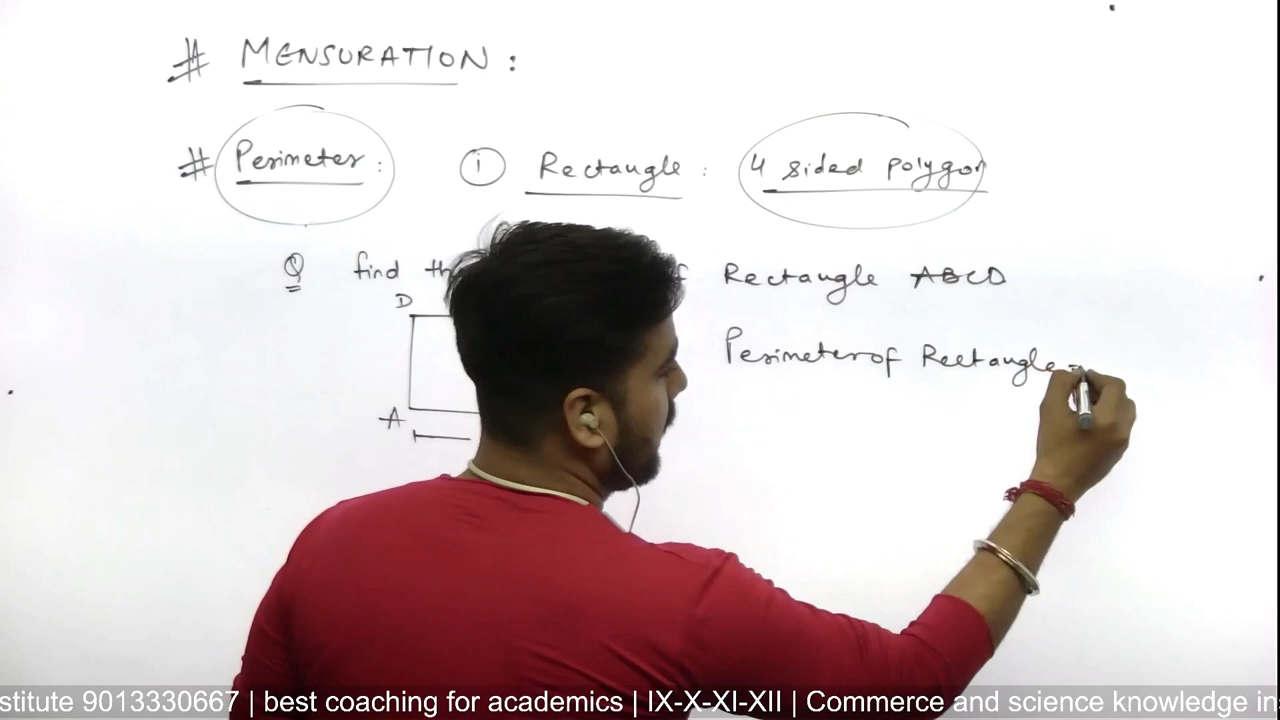 # MENSURATION :
# Perimeter : i Rectangle : 4 sided polygon
Q find th f Rectangle ABCD
D
Perimeter of Rectangle =
A
stitute 9013330667 | best coaching for academics | IX-X-XI-XII | Commerce and science knowledge in